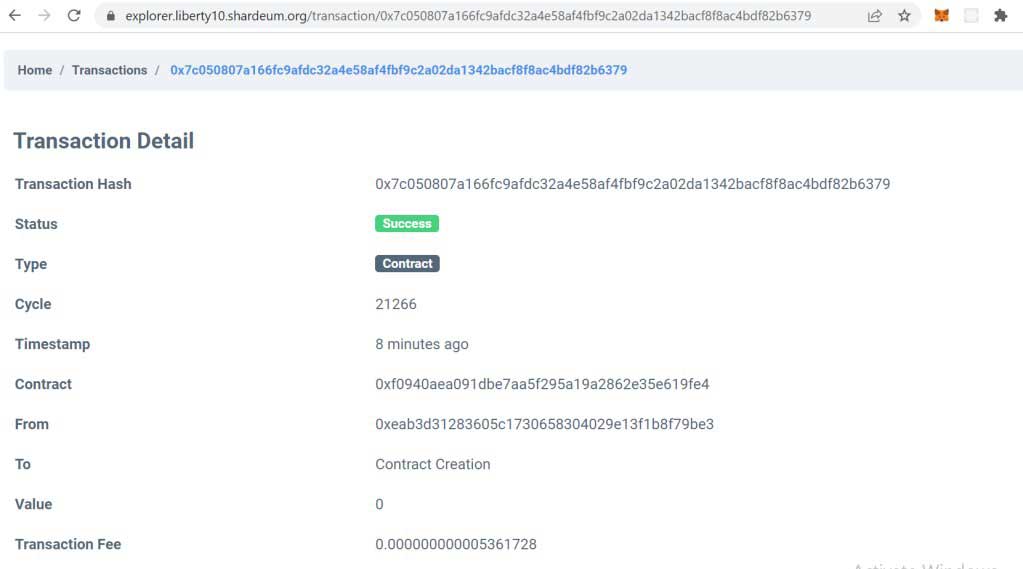 explorer.liberty10.shardeum.org/transaction/0x7c050807a166fc9afdc32a4e58af4fbf9c2a02da1342bacf8f8ac4bdf82b6379
Home / Transactions / 0x7c050807a166fc9afdc32a4e58af4fbf9c2a02da1342bacf8f8ac4bdf82b6379
Transaction Detail
Transaction Hash 0x7c050807a166fc9afdc32a4e58af4fbf9c2a02da1342bacf8f8ac4bdf82b6379
Status Success
Type Contract
Cycle 21266
Timestamp 8 minutes ago
Contract 0xf0940aea091dbe7aa5f295a19a2862e35e619fe4
From 0xeab3d31283605c1730658304029e13f1b8f79be3
To Contract Creation
Value 0
Transaction Fee 0.000000000005361728
Activate Windows